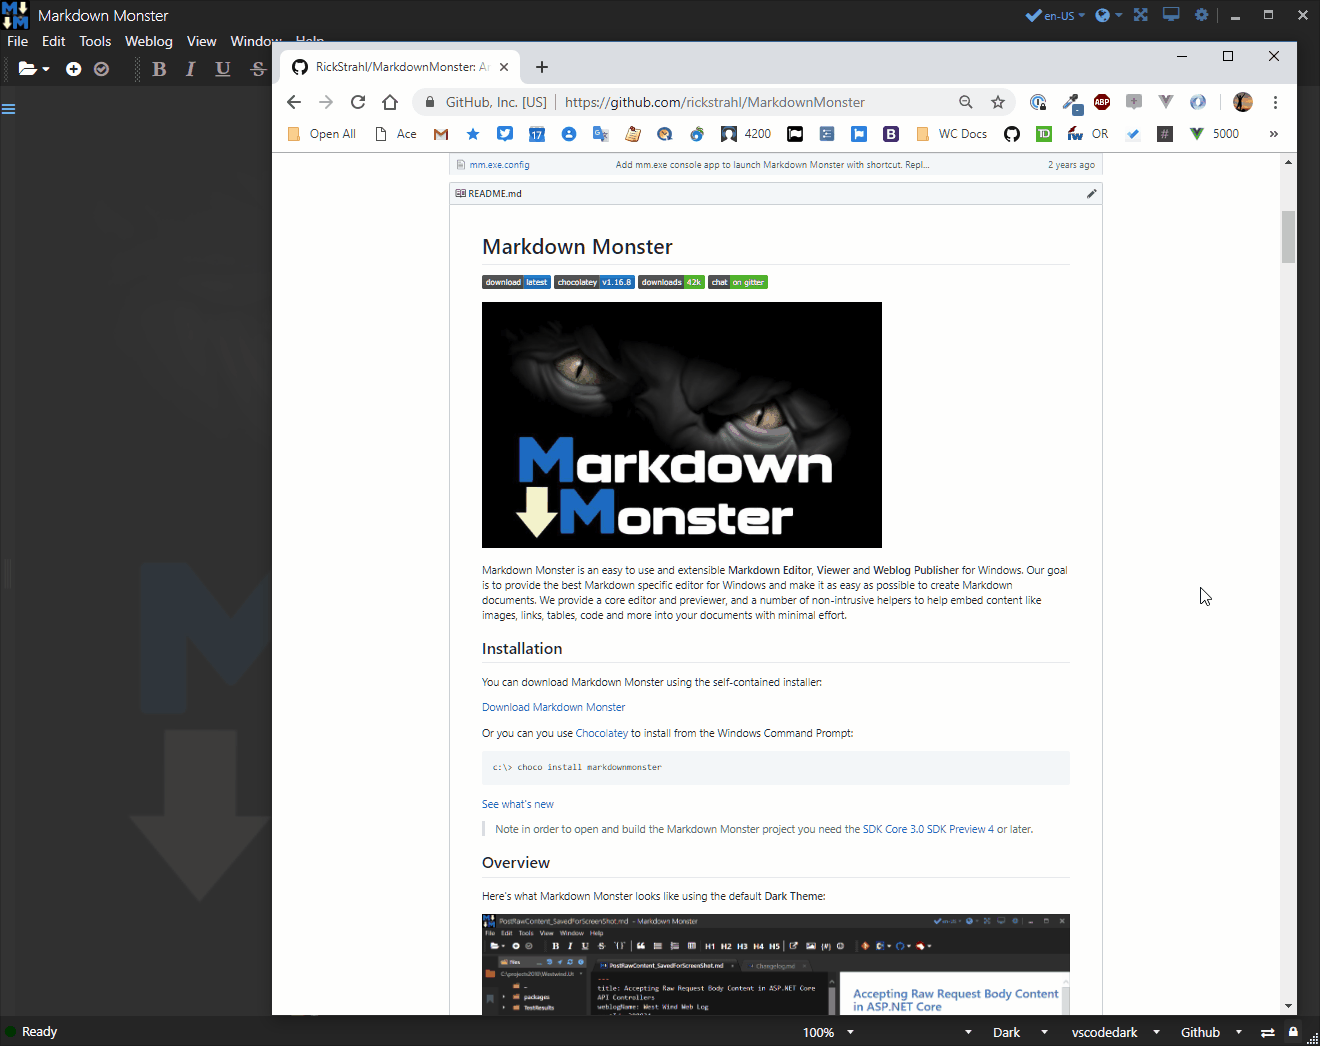 Markdown Monster
en-US
File Edit Tools Weblog View Window Help
B I U S
RickStrahl/MarkdownMonster: A
GitHub, Inc. [US] https://github.com/rickstrahl/MarkdownMonster
ABP
Open All Ace 17 4200 B WC Docs TD fw OR # 5000 »
mm.exe.config Add mm.exe console app to launch Markdown Monster with shortcut. Repl... 2 years ago
README.md
Markdown Monster
download latest chocolatey v1.16.8 downloads 42k chat on gitter
Markdown
Monster
Markdown Monster is an easy to use and extensible Markdown Editor, Viewer and Weblog Publisher for Windows. Our goal
is to provide the best Markdown specific editor for Windows and make it as easy as possible to create Markdown
documents. We provide a core editor and previewer, and a number of non-intrusive helpers to help embed content like
images, links, tables, code and more into your documents with minimal effort.
Installation
You can download Markdown Monster using the self-contained installer:
Download Markdown Monster
Or you can you use Chocolatey to install from the Windows Command Prompt:
c:\> choco install markdownmonster
See what's new
Note in order to open and build the Markdown Monster project you need the SDK Core 3.0 SDK Preview 4 or later.
Overview
Here's what Markdown Monster looks like using the default Dark Theme:
PostRawContent_SavedForScreenShot.md - Markdown Monster
File Edit Tools View Window Help
B I U S H1 H2 H3 H4 H5
Files PostRawContent_SavedForScreenShot.md Changelog.md
---
title: Accepting Raw Request Body Content in ASP.NET Core
API Controllers
weblogName: West Wind Web Log
packages
TestResults
Accepting Raw Request Body Content
in ASP.NET Core
Ready 100% Dark vscodedark Github